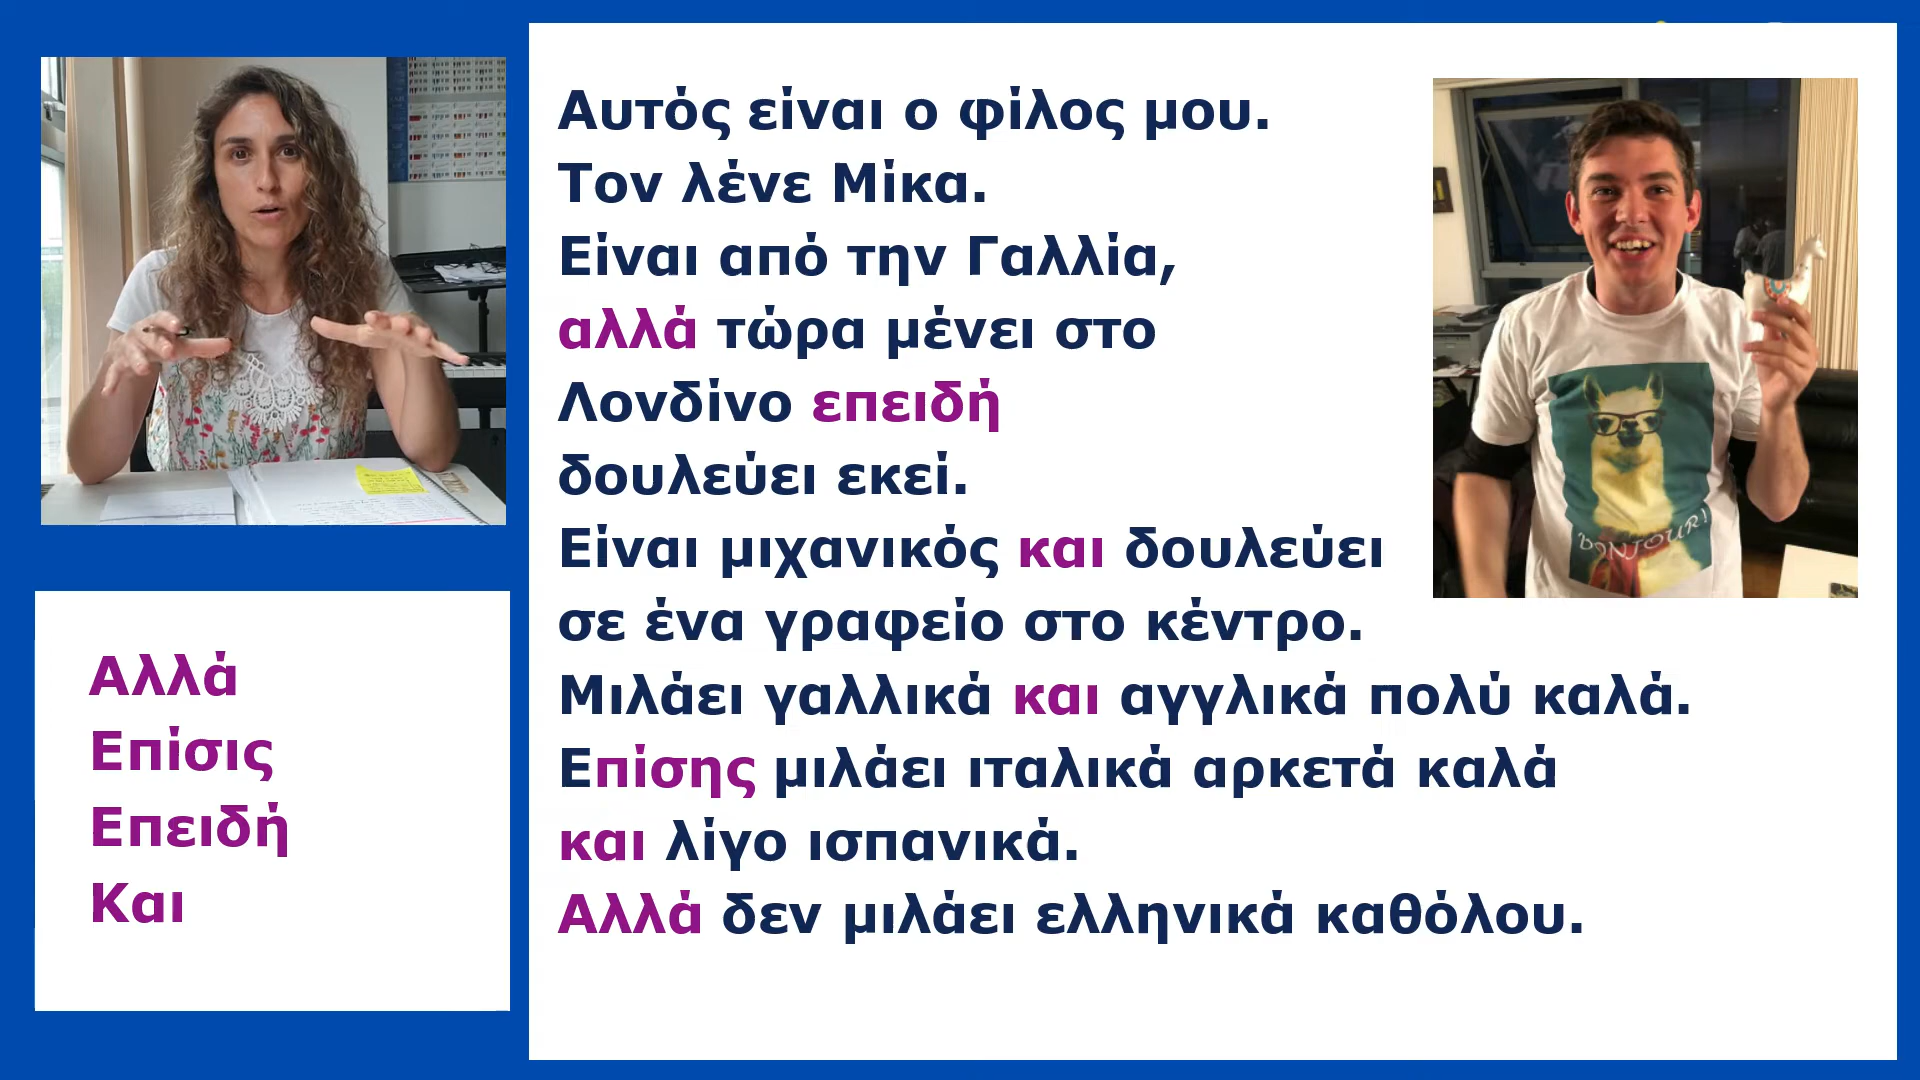 Αυτός είναι ο φίλος μου.
Τον λένε Μίκα.
Είναι από την Γαλλία,
αλλά τώρα μένει στο
Λονδίνο επειδή
δουλεύει εκεί.
Είναι μιχανικός και δουλεύει
σε ένα γραφείο στο κέντρο.
Μιλάει γαλλικά και αγγλικά πολύ καλά.
Επίσης μιλάει ιταλικά αρκετά καλά
και λίγο ισπανικά.
Αλλά δεν μιλάει ελληνικά καθόλου.
Αλλά
Επίσις
Επειδή
Και
BONJOUR!